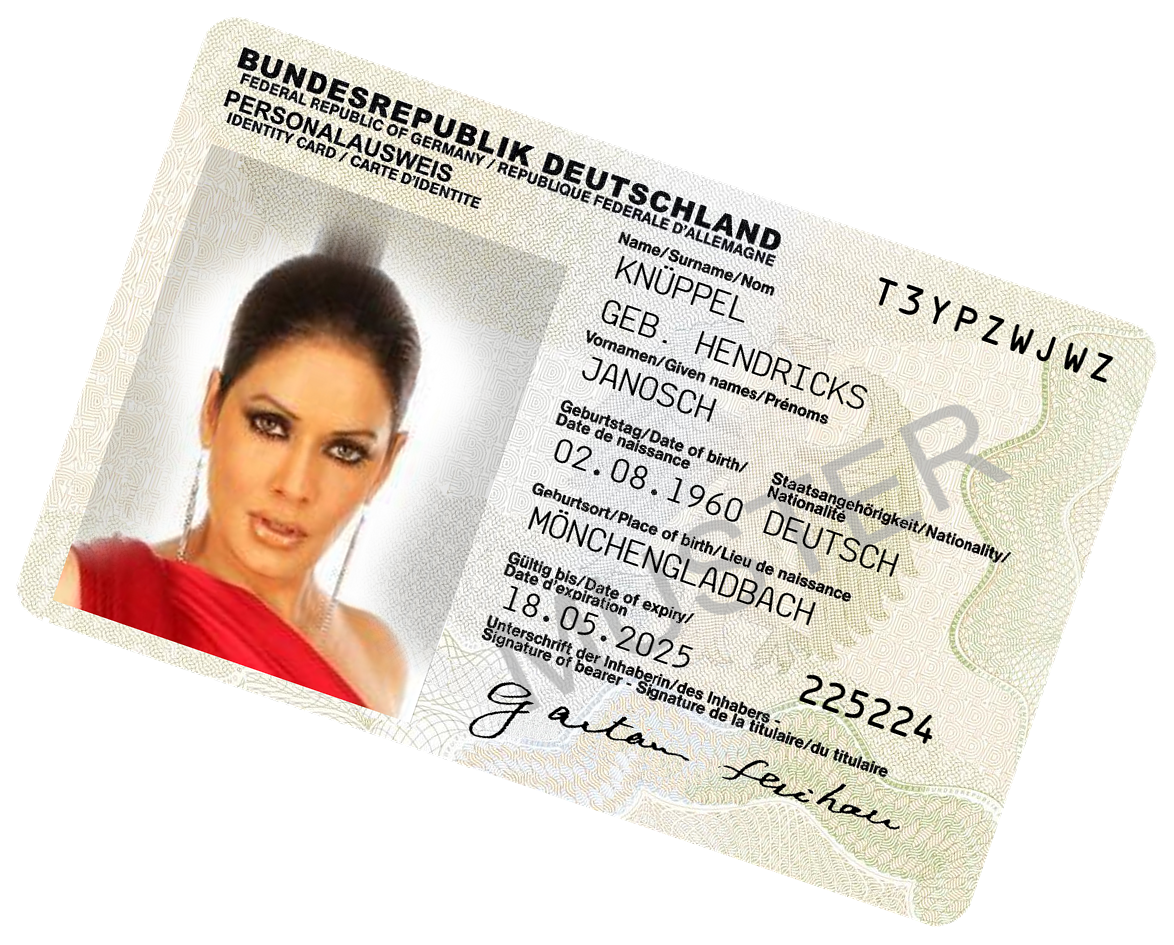 BUNDESREPUBLIK DEUTSCHLAND
FEDERAL REPUBLIC OF GERMANY / REPUBLIQUE FEDERALE D'ALLEMAGNE
PERSONALAUSWEIS
IDENTITY CARD / CARTE D'IDENTITE
T3YPZWJWZ
Name/Surname/Nom
KNÜPPEL
GEB. HENDRICKS
Vornamen/Given names/Prénoms
JANOSCH
Geburtstag/Date of birth/
Date de naissance
02.08.1960
Staatsangehörigkeit/Nationality/
Nationalité
DEUTSCH
Geburtsort/Place of birth/Lieu de naissance
MÖNCHENGLADBACH
Gültig bis/Date of expiry/
Date d'expiration
18.05.2025
225224
Unterschrift der Inhaberin/des Inhabers -
Signature of bearer - Signature de la titulaire/du titulaire
MUSTER